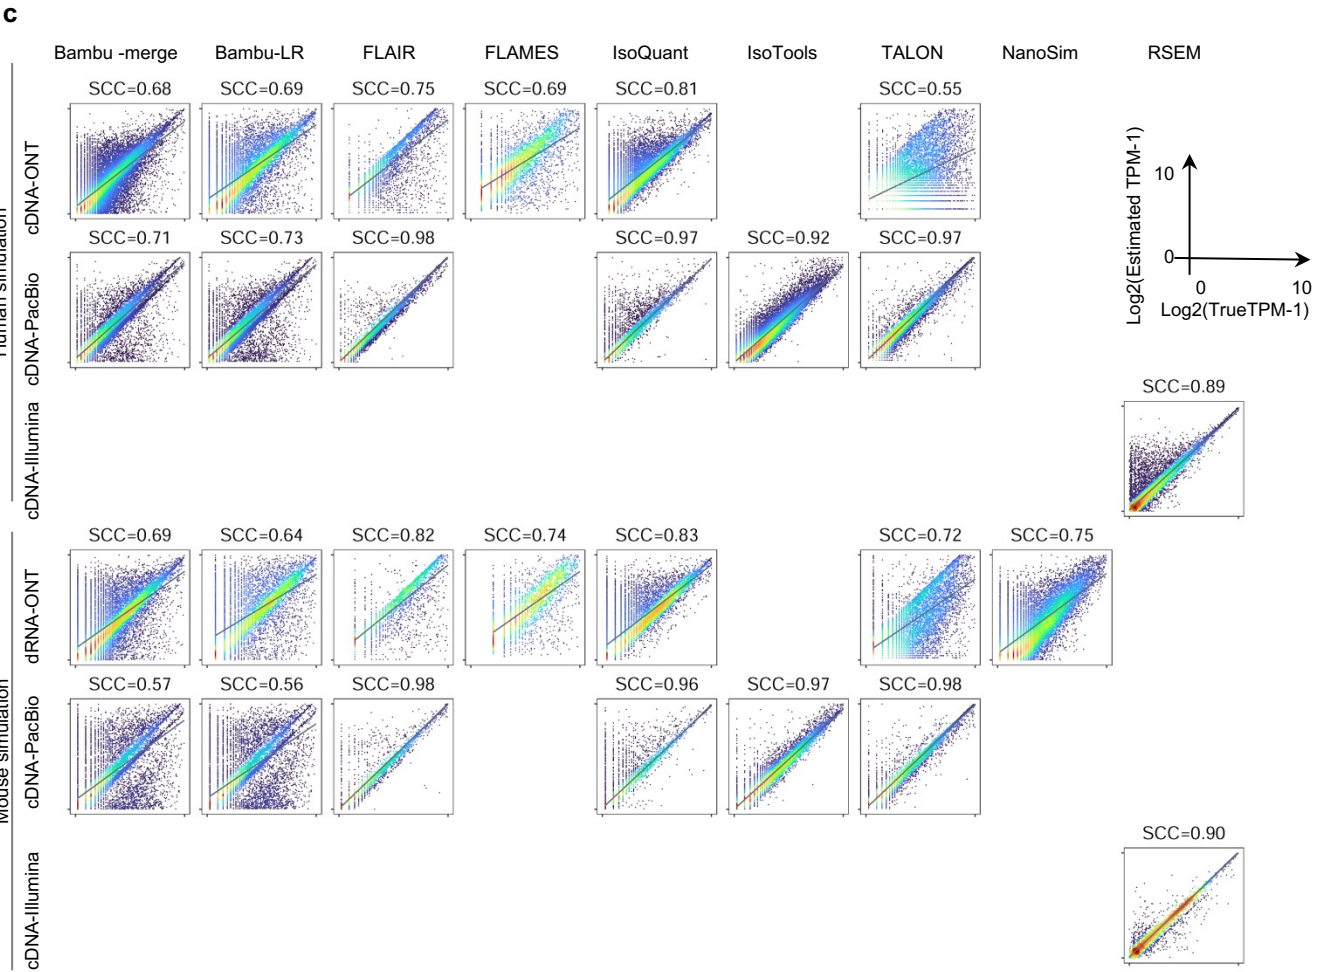 c
Bambu -merge Bambu-LR FLAIR FLAMES IsoQuant IsoTools TALON NanoSim RSEM
SCC=0.68 SCC=0.69 SCC=0.75 SCC=0.69 SCC=0.81 SCC=0.55
cDNA-ONT
SCC=0.71 SCC=0.73 SCC=0.98 SCC=0.97 SCC=0.92 SCC=0.97
Human simulation
cDNA-PacBio
Log2(Estimated TPM-1)
10
0
0 10
Log2(TrueTPM-1)
SCC=0.89
cDNA-Illumina
SCC=0.69 SCC=0.64 SCC=0.82 SCC=0.74 SCC=0.83 SCC=0.72 SCC=0.75
dRNA-ONT
SCC=0.57 SCC=0.56 SCC=0.98 SCC=0.96 SCC=0.97 SCC=0.98
Mouse simulation
cDNA-PacBio
SCC=0.90
cDNA-Illumina